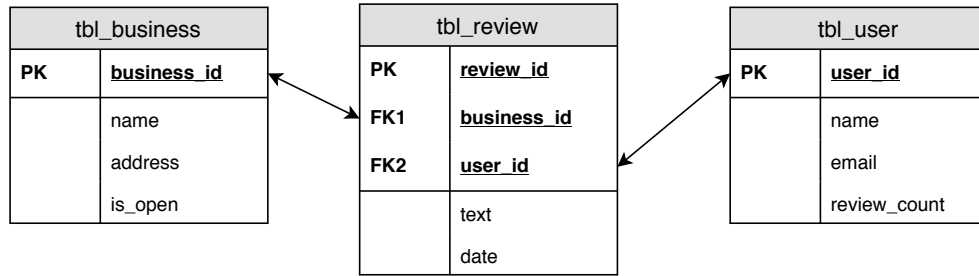 tbl_business
PK business_id
name
address
is_open
tbl_review
PK review_id
FK1 business_id
FK2 user_id
text
date
tbl_user
PK user_id
name
email
review_count